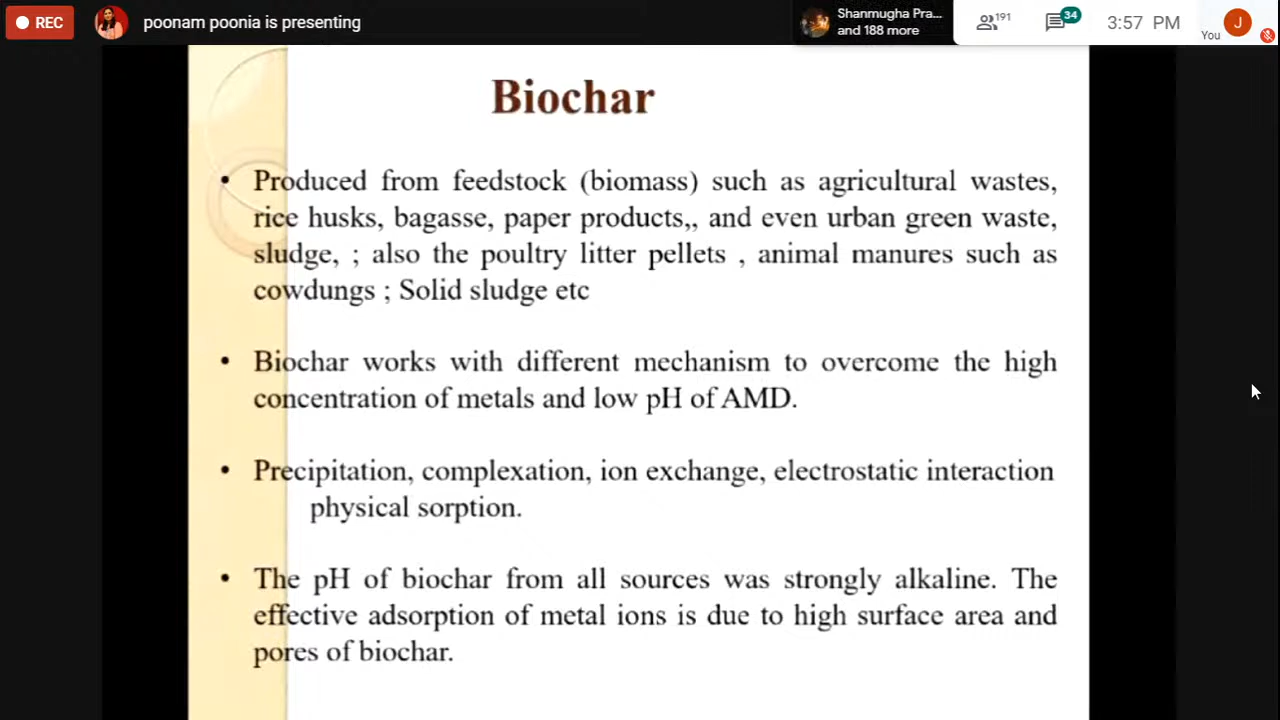 REC
poonam poonia is presenting
Shanmugha Pra...
and 188 more
191
34
3:57 PM
You
J
Biochar
• Produced from feedstock (biomass) such as agricultural wastes,
rice husks, bagasse, paper products,, and even urban green waste,
sludge, ; also the poultry litter pellets , animal manures such as
cowdungs ; Solid sludge etc
• Biochar works with different mechanism to overcome the high
concentration of metals and low pH of AMD.
• Precipitation, complexation, ion exchange, electrostatic interaction
physical sorption.
• The pH of biochar from all sources was strongly alkaline. The
effective adsorption of metal ions is due to high surface area and
pores of biochar.